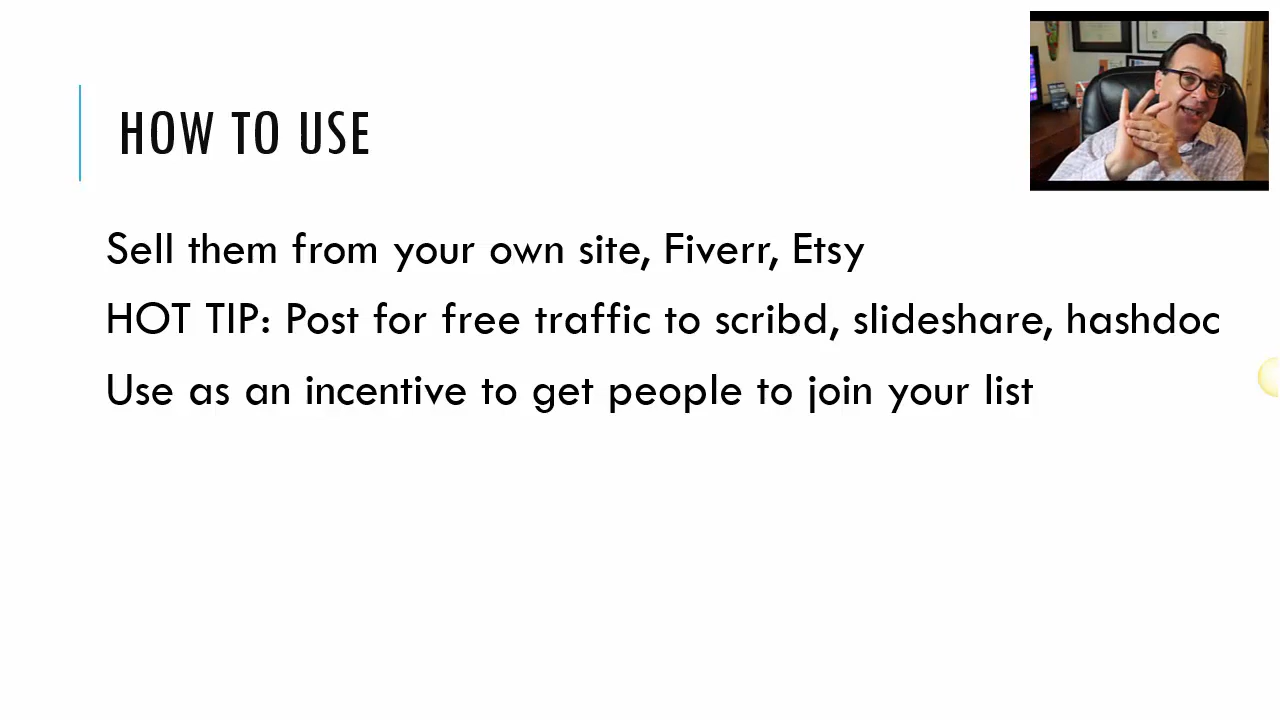 HOW TO USE
Sell them from your own site, Fiverr, Etsy
HOT TIP: Post for free traffic to scribd, slideshare, hashdoc
Use as an incentive to get people to join your list